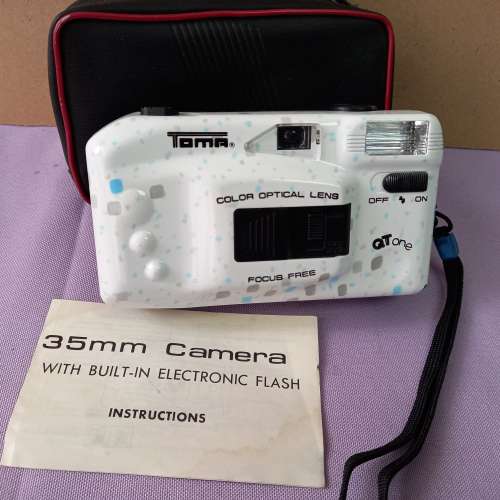 Toma®
COLOR OPTICAL LENS
OFF ON
QT one
FOCUS FREE
35mm Camera
WITH BUILT-IN ELECTRONIC FLASH
INSTRUCTIONS